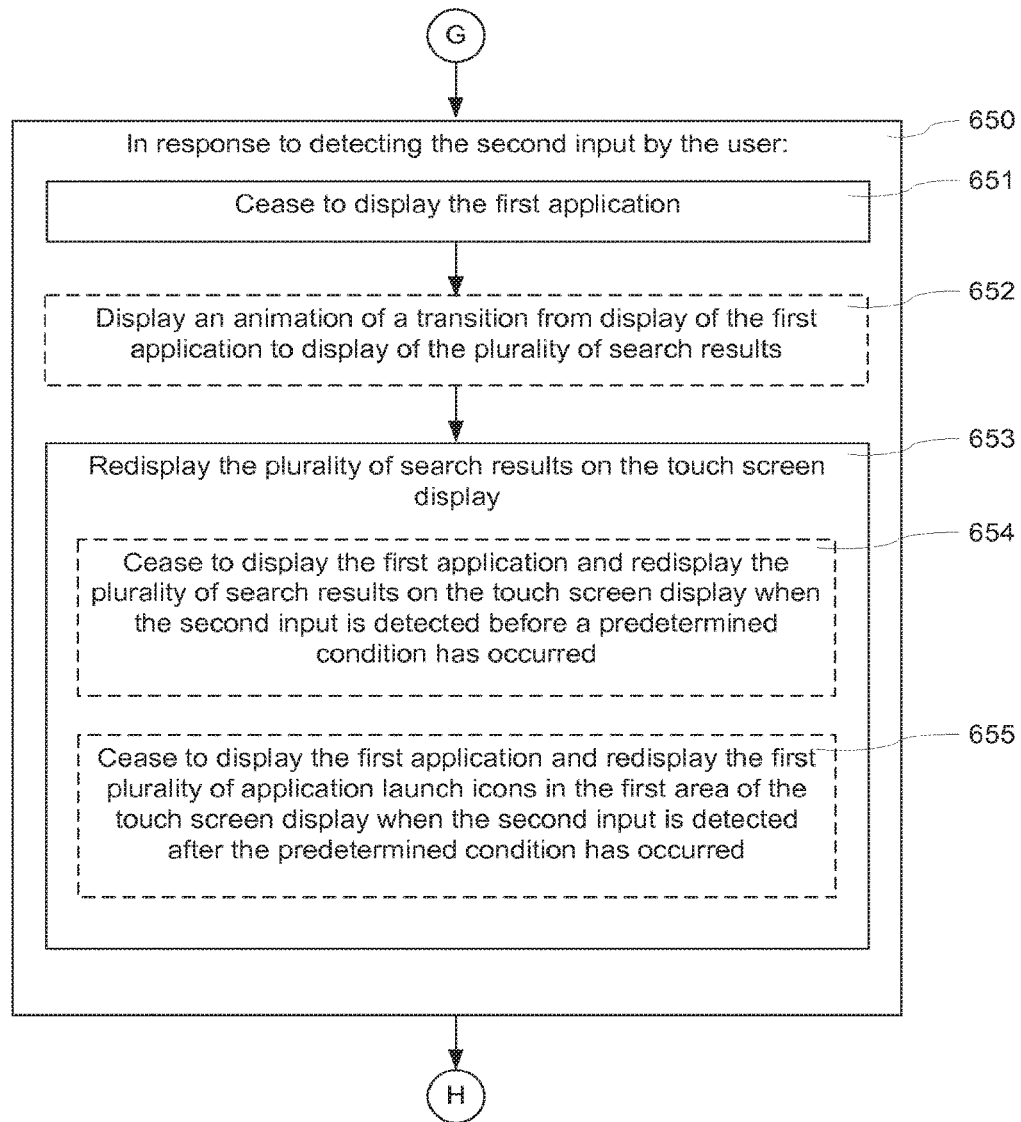 G
650
In response to detecting the second input by the user:
651
Cease to display the first application
652
Display an animation of a transition from display of the first
application to display of the plurality of search results
653
Redisplay the plurality of search results on the touch screen
display
654
Cease to display the first application and redisplay the
plurality of search results on the touch screen display when
the second input is detected before a predetermined
condition has occurred
655
Cease to display the first application and redisplay the first
plurality of application launch icons in the first area of the
touch screen display when the second input is detected
after the predetermined condition has occurred
H